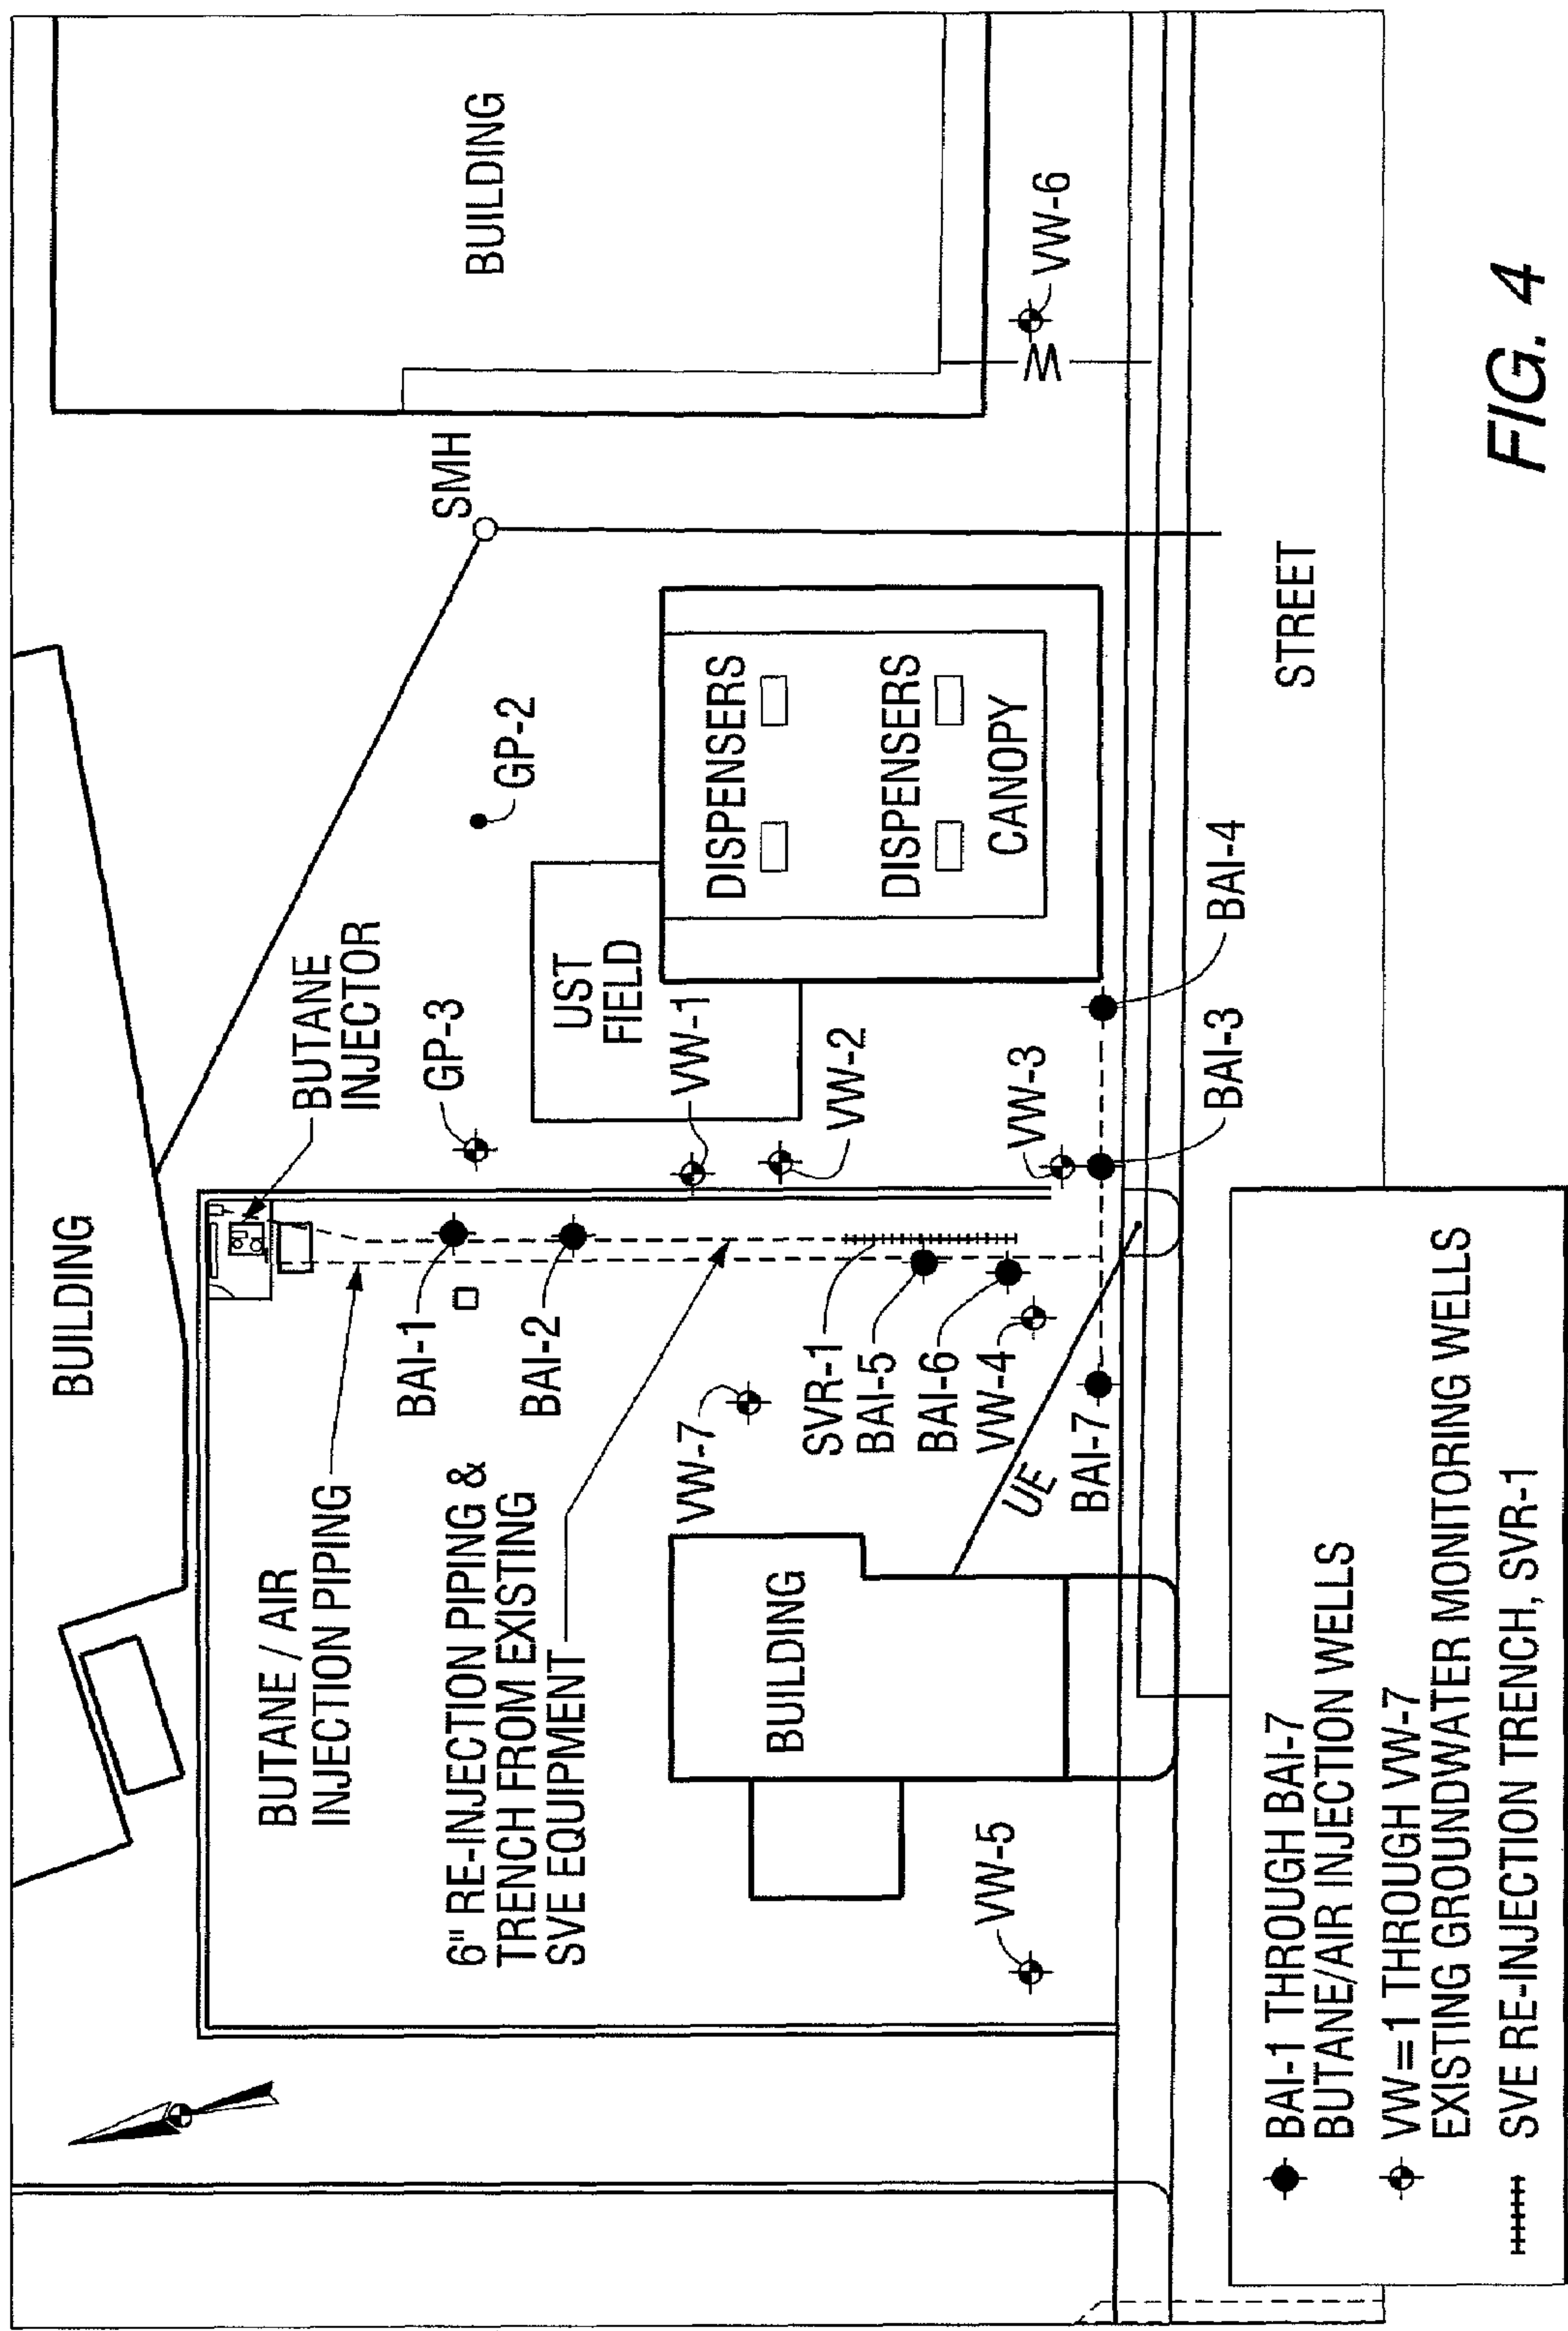 BUILDING
BUILDING
SMH
BUTANE
INJECTOR
GP-3
GP-2
BUTANE / AIR
INJECTION PIPING
BAI-1
BAI-2
6" RE-INJECTION PIPING &
TRENCH FROM EXISTING
SVE EQUIPMENT
UST
FIELD
VW-1
VW-2
VW-7
DISPENSERS
DISPENSERS
CANOPY
BUILDING
SVR-1
BAI-5
BAI-6
VW-4
VW-3
VW-5
VW-6
W
UE
BAI-7
BAI-3
BAI-4
STREET
BAI-1 THROUGH BAI-7
BUTANE/AIR INJECTION WELLS
VW=1 THROUGH VW-7
EXISTING GROUNDWATER MONITORING WELLS
SVE RE-INJECTION TRENCH, SVR-1
FIG. 4